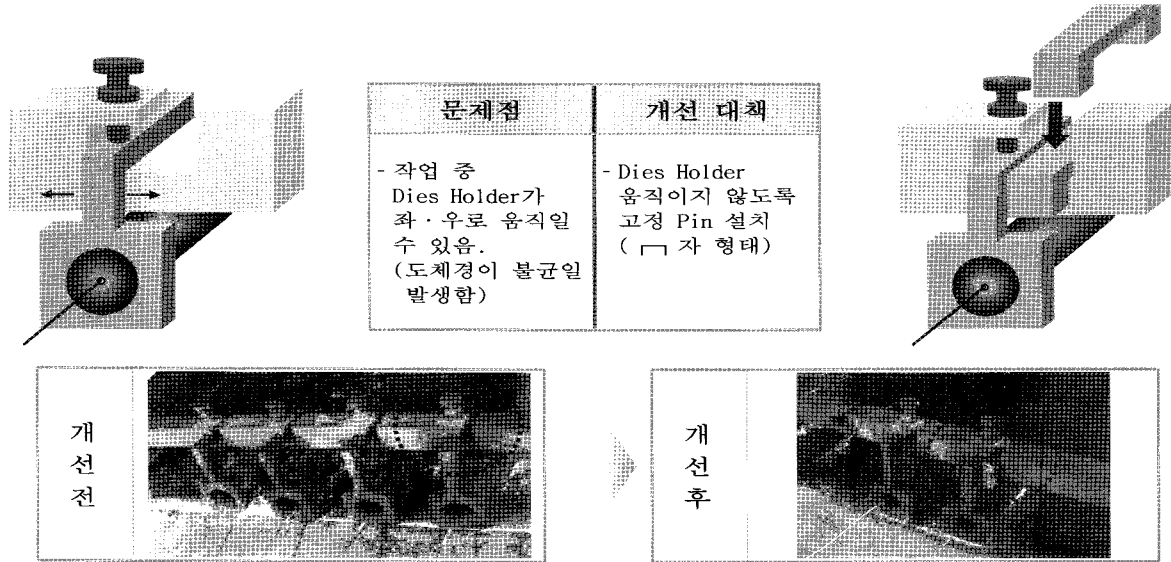 문제점
개선 대책
- 작업 중
Dies Holder가
좌 · 우로 움직일
수 있음.
(도체경이 불균일
발생함)
- Dies Holder
움직이지 않도록
고정 Pin 설치
( ┌┐ 자 형태)
개
선
전
개
선
후